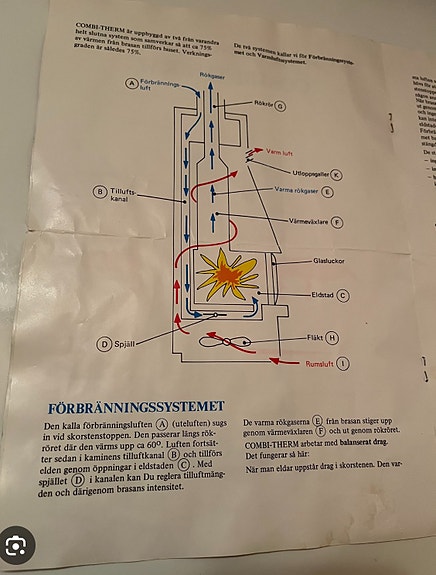 COMBI-THERM är uppbyggd av två från varandra
helt slutna system som samverkar så att ca 75%
av värmen från brasan tillförs huset. Verknings-
graden är således 75%.
De två systemen kallar vi för Förbränningssyste-
met och Varmluftssystemet.
Rökgaser
A Förbrännings-
luft
Rökrör G
Varm luft
Utloppsgaller K
B Tillufts-
kanal
Varma rökgaser E
Värmeväxlare F
Glasluckor
Eldstad C
D Spjäll
Fläkt H
Rumsluft I
FÖRBRÄNNINGSSYSTEMET
Den kalla förbränningsluften A (uteluften) sugs
in vid skorstenstoppen. Den passerar längs rök-
röret där den värms upp ca 60º. Luften fortsät-
ter sedan i kaminens tilluftkanal B och tillförs
elden genom öppningar i eldstaden C. Med
spjället D i kanalen kan Du reglera tilluftmäng-
den och därigenom brasans intensitet.
De varma rökgaserna E från brasan stiger upp
genom värmeväxlaren F och ut genom rökröret.
COMBI-THERM arbetar med balanserat drag.
Det fungerar så här:
När man eldar uppstår drag i skorstenen. Den var-